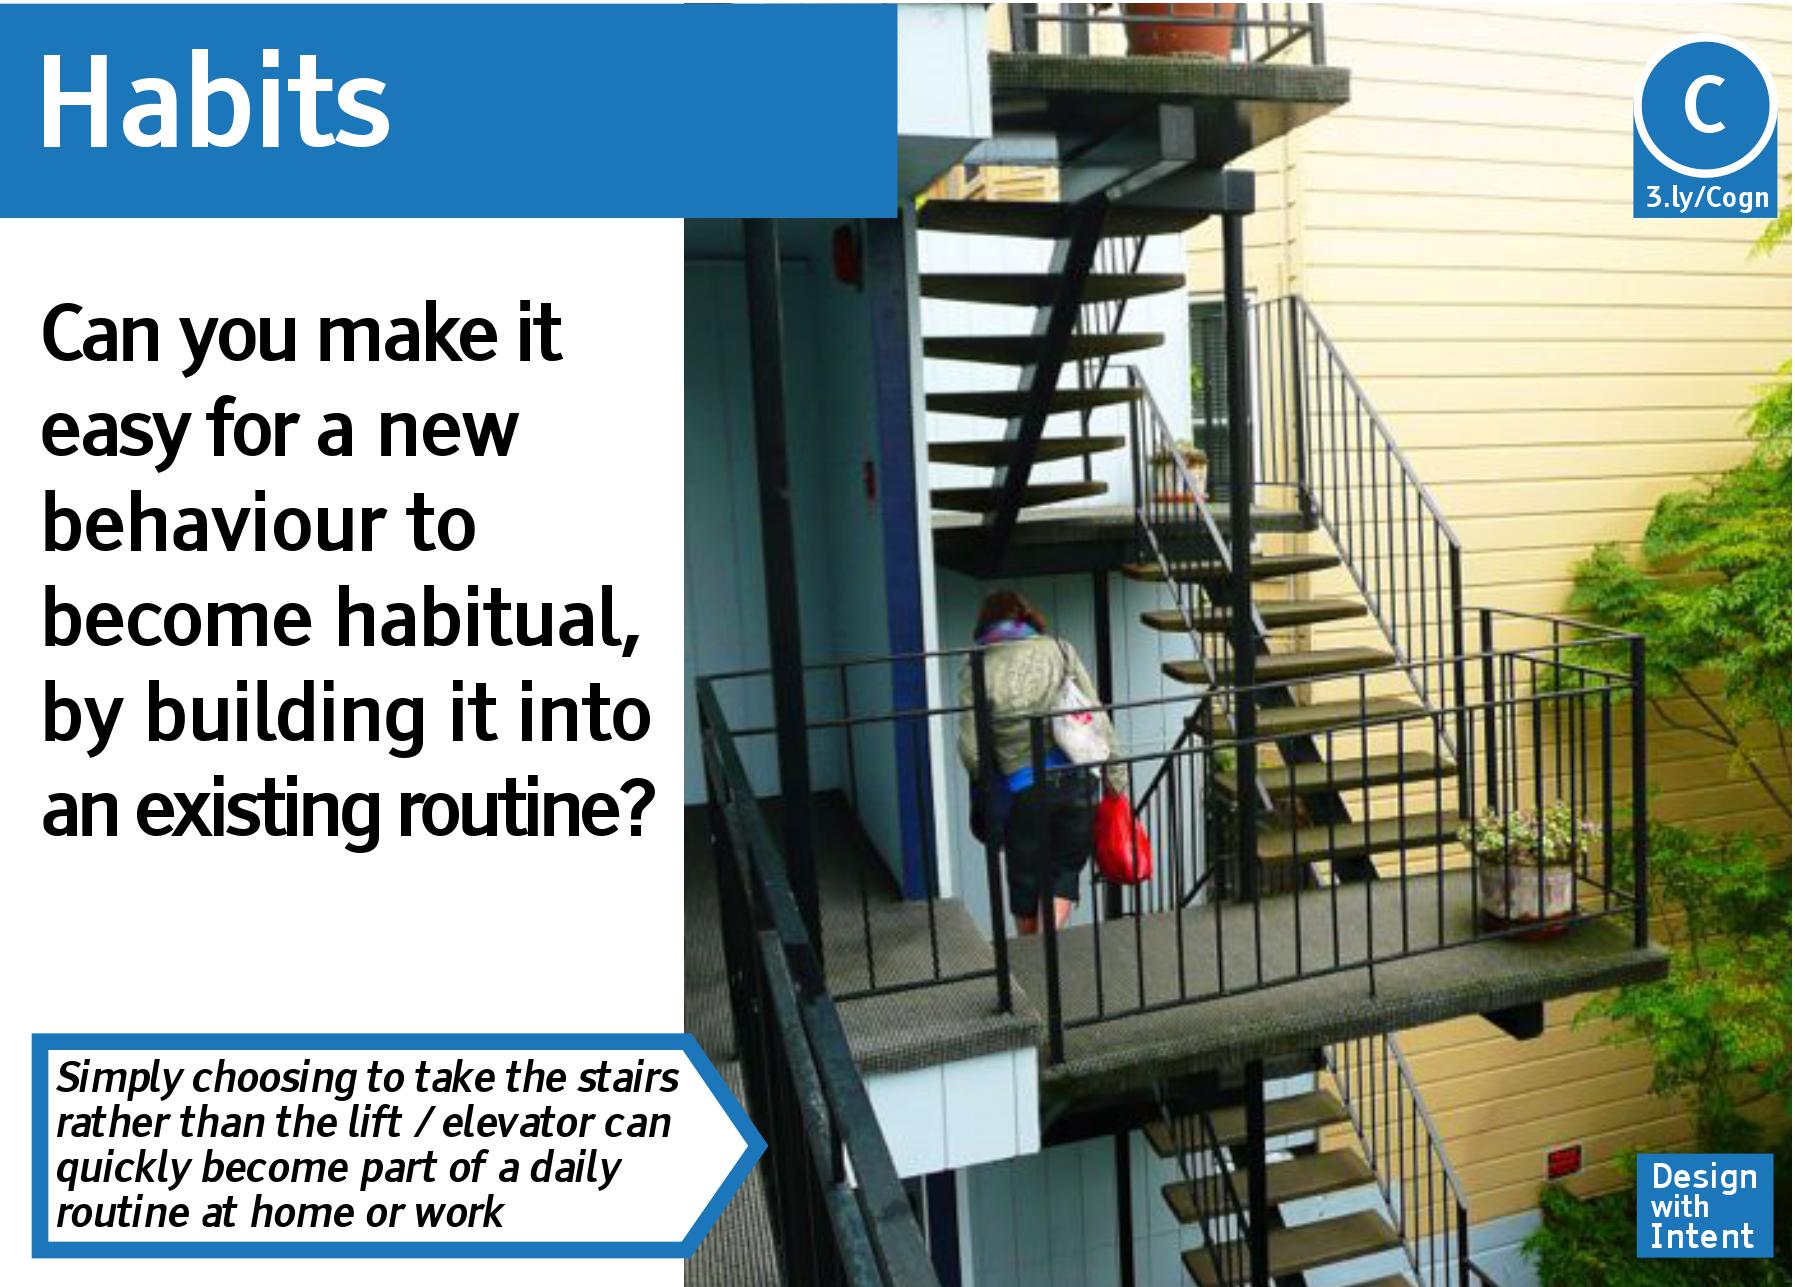 Habits
C
3.ly/Cogn
Can you make it
easy for a new
behaviour to
become habitual,
by building it into
an existing routine?
Simply choosing to take the stairs
rather than the lift / elevator can
quickly become part of a daily
routine at home or work
Design
with
Intent